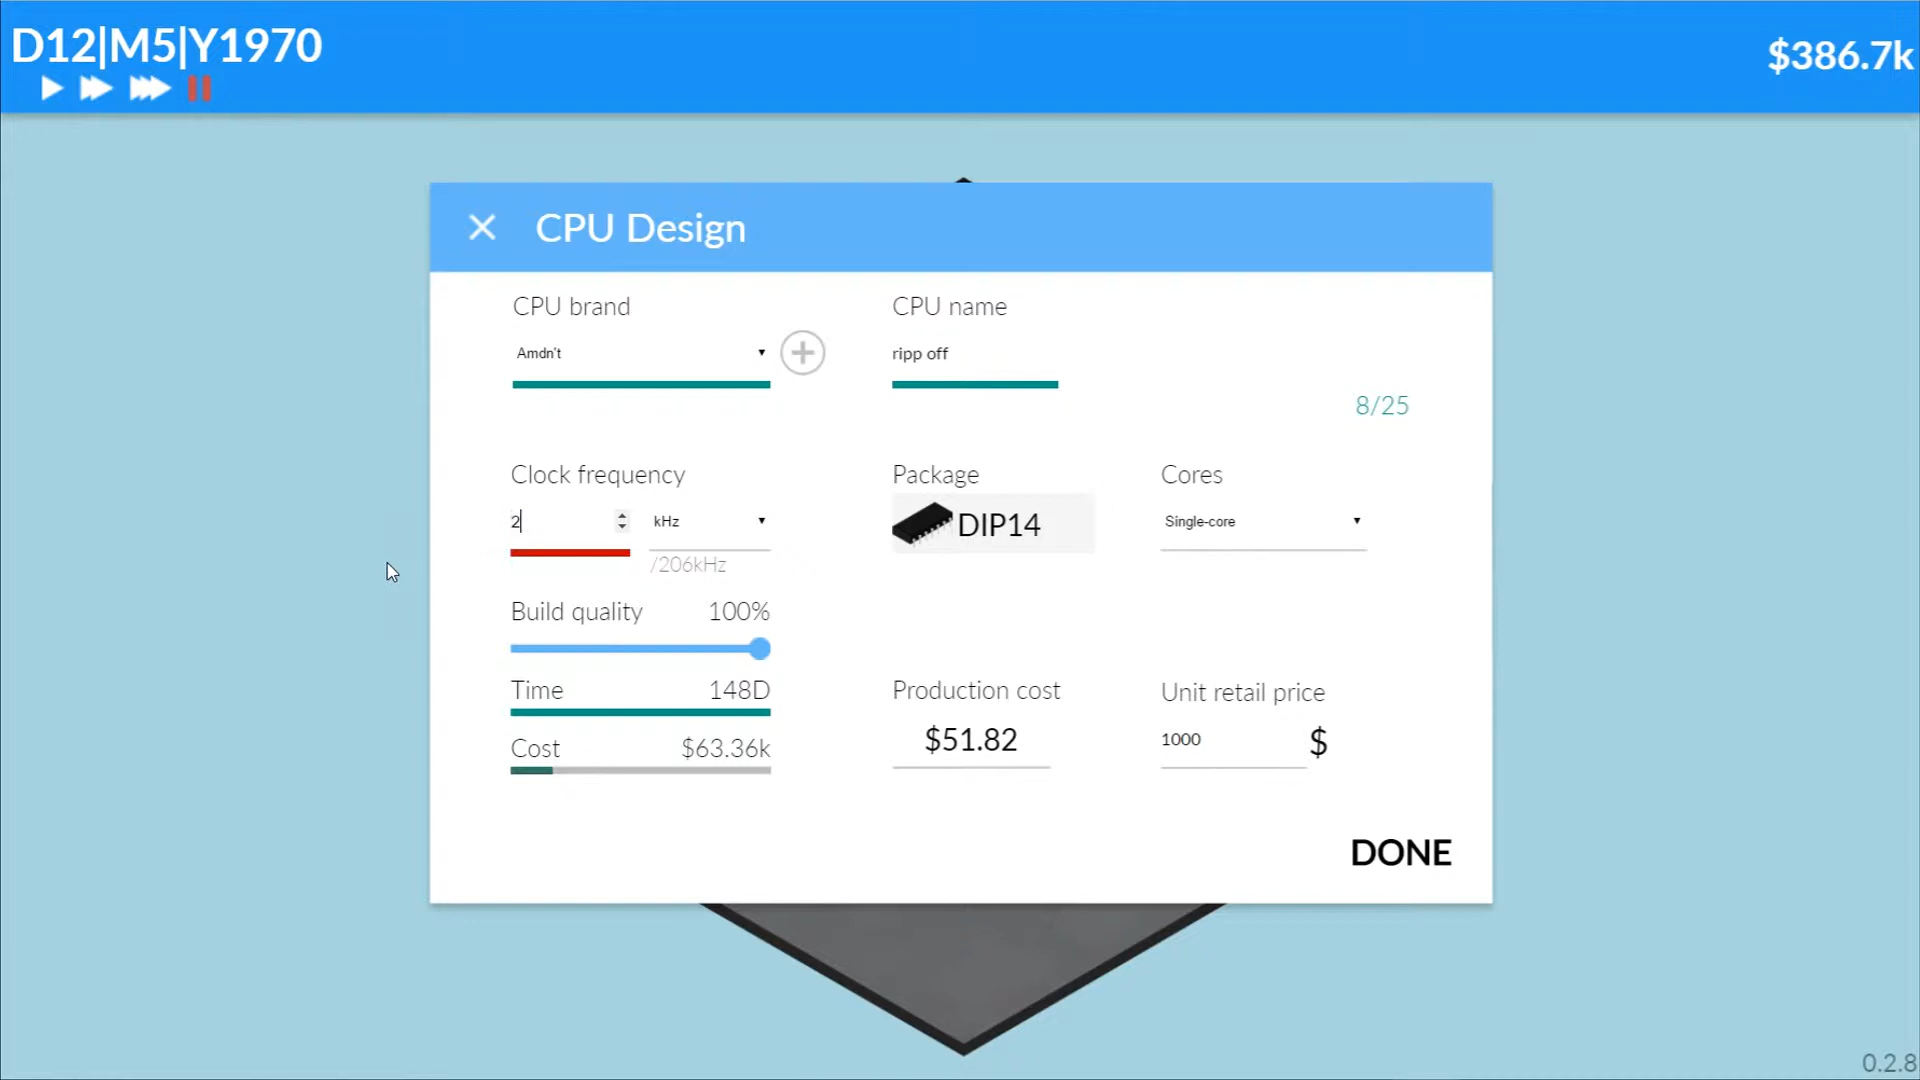 D12|M5|Y1970
$386.7k
CPU Design
CPU brand
CPU name
Amdn't
ripp off
8/25
Clock frequency
Package
Cores
2
kHz
DIP14
Single-core
/206kHz
Build quality
100%
Time
148D
Production cost
Unit retail price
$51.82
1000
$
Cost
$63.36k
DONE
0.2.8